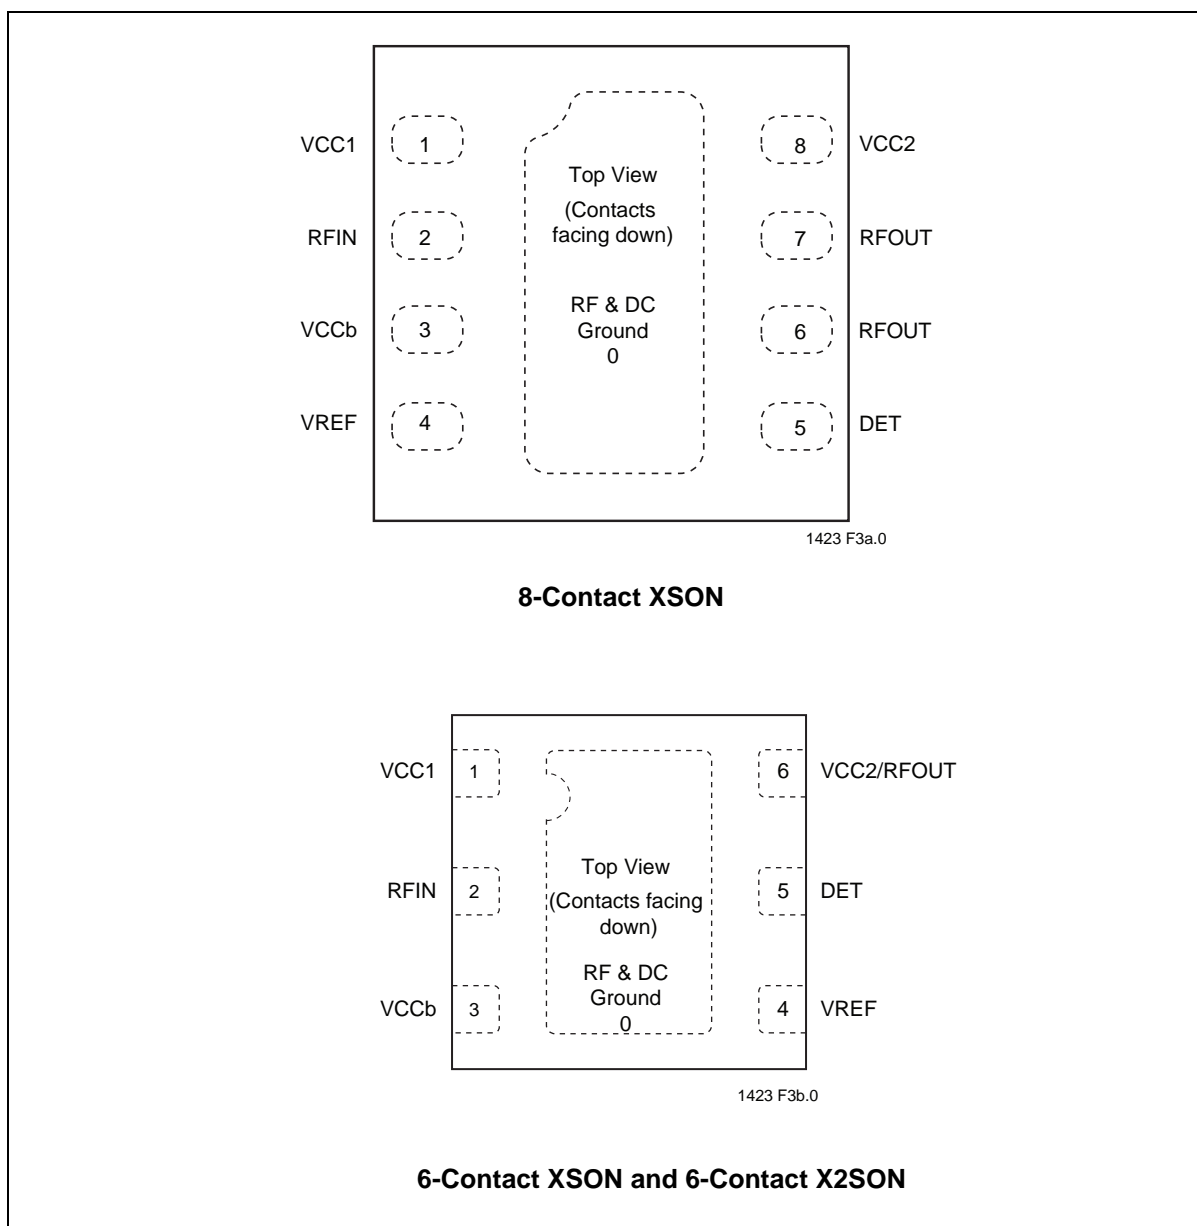 VCC1 1 8 VCC2
Top View
(Contacts
facing down)
RFIN 2 7 RFOUT
RF & DC
Ground
0
VCCb 3 6 RFOUT
VREF 4 5 DET
1423 F3a.0
8-Contact XSON
VCC1 1 6 VCC2/RFOUT
Top View
RFIN 2 5 DET
(Contacts facing
down)
RF & DC
Ground
0
VCCb 3 4 VREF
1423 F3b.0
6-Contact XSON and 6-Contact X2SON